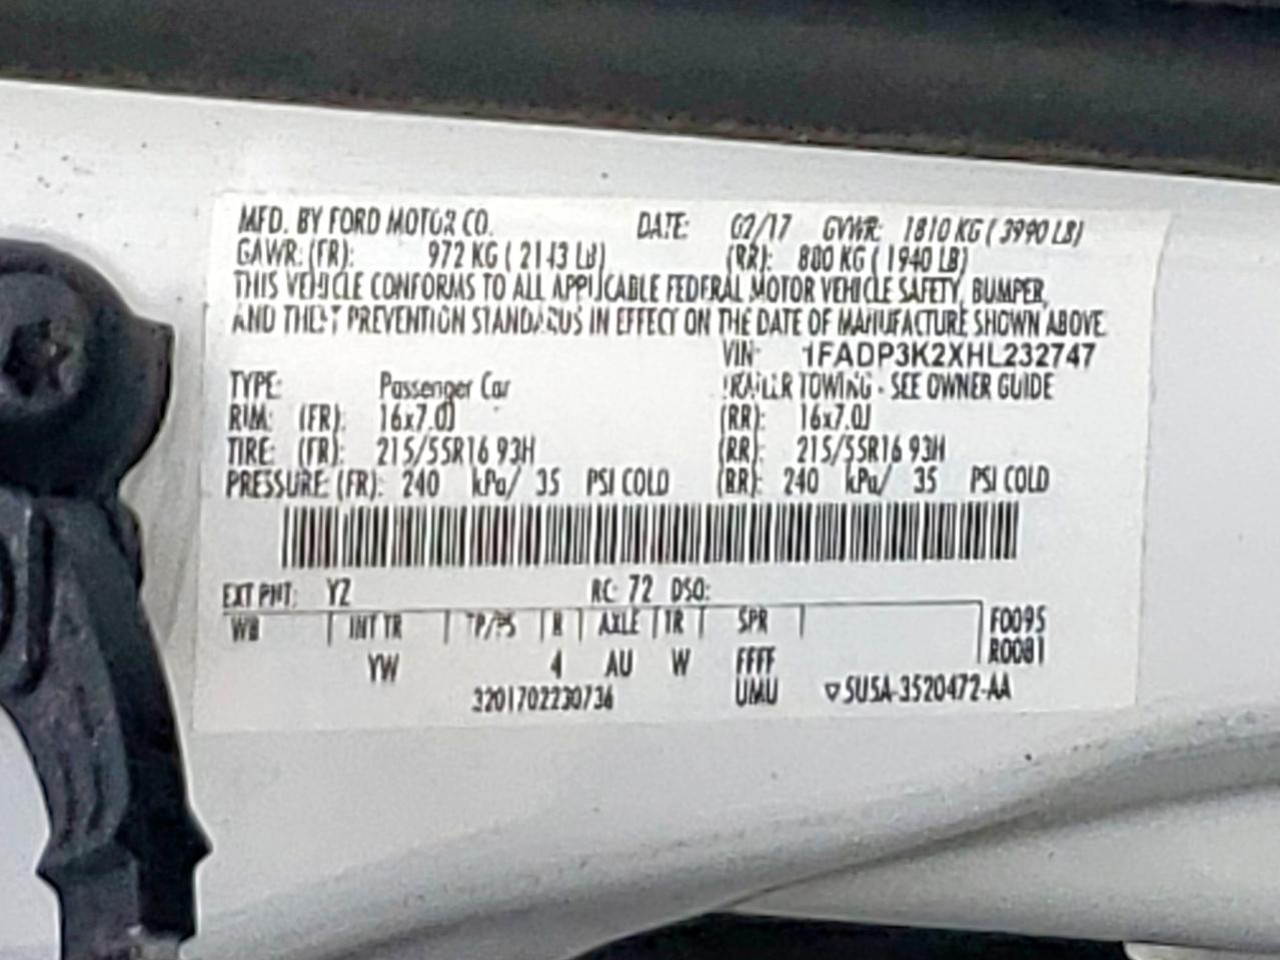 MFD. BY FORD MOTOR CO. DATE: 02/17 GVWR: 1810 KG ( 3990 LB)
GAWR: (FR): 972 KG ( 2143 LB) (RR): 880 KG ( 1940 LB)
THIS VEHICLE CONFORMS TO ALL APPLICABLE FEDERAL MOTOR VEHICLE SAFETY, BUMPER,
AND THEFT PREVENTION STANDARDS IN EFFECT ON THE DATE OF MANUFACTURE SHOWN ABOVE.
VIN: 1FADP3K2XHL232747
TYPE: Passenger Car TRAILER TOWING - SEE OWNER GUIDE
RIM: (FR): 16x7.0J (RR): 16x7.0J
TIRE: (FR): 215/55R16 93H (RR): 215/55R16 93H
PRESSURE: (FR): 240 kPa/ 35 PSI COLD (RR): 240 kPa/ 35 PSI COLD
EXT PNT: YZ RC: 72 DSO:
WB INT TR TP/PS R AXLE TR SPR F0095
R0081
YW 4 AU W FFFF
3201702230736 UMU ▽5U5A-3520472-AA